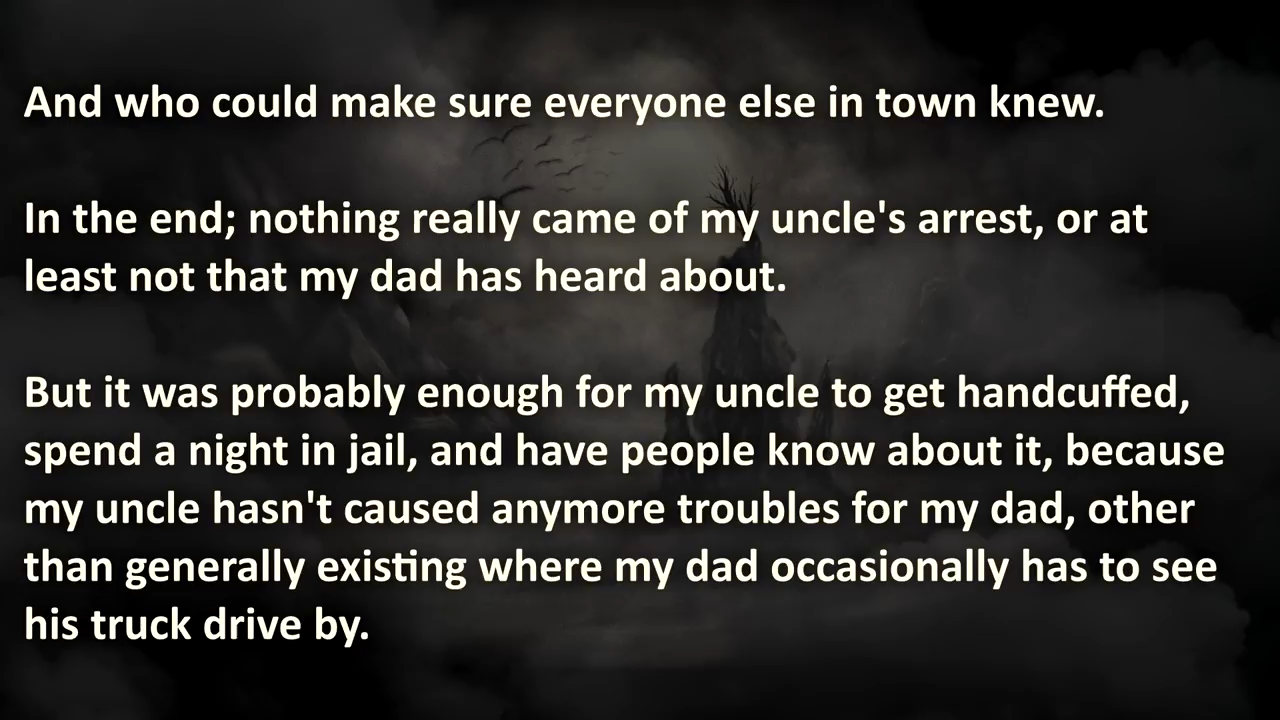 And who could make sure everyone else in town knew.
In the end; nothing really came of my uncle's arrest, or at
least not that my dad has heard about.
But it was probably enough for my uncle to get handcuffed,
spend a night in jail, and have people know about it, because
my uncle hasn't caused anymore troubles for my dad, other
than generally existing where my dad occasionally has to see
his truck drive by.